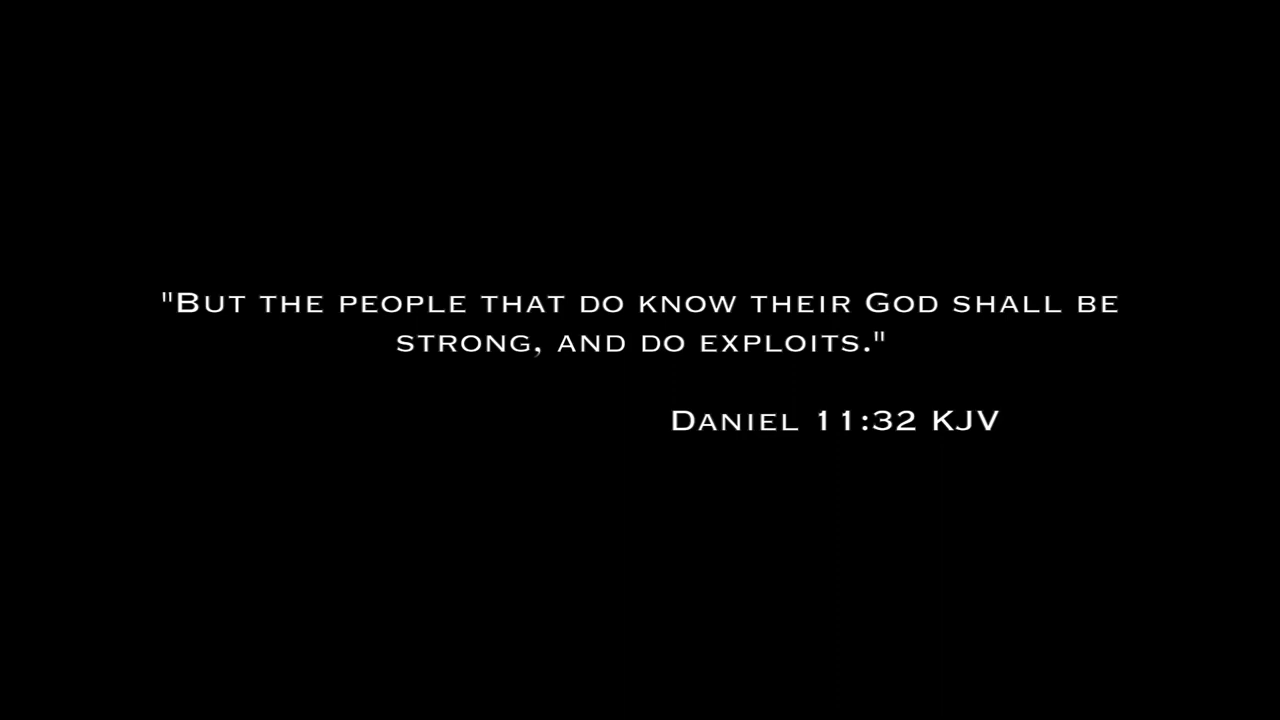 "But the people that do know their God shall be
strong, and do exploits."
Daniel 11:32 KJV